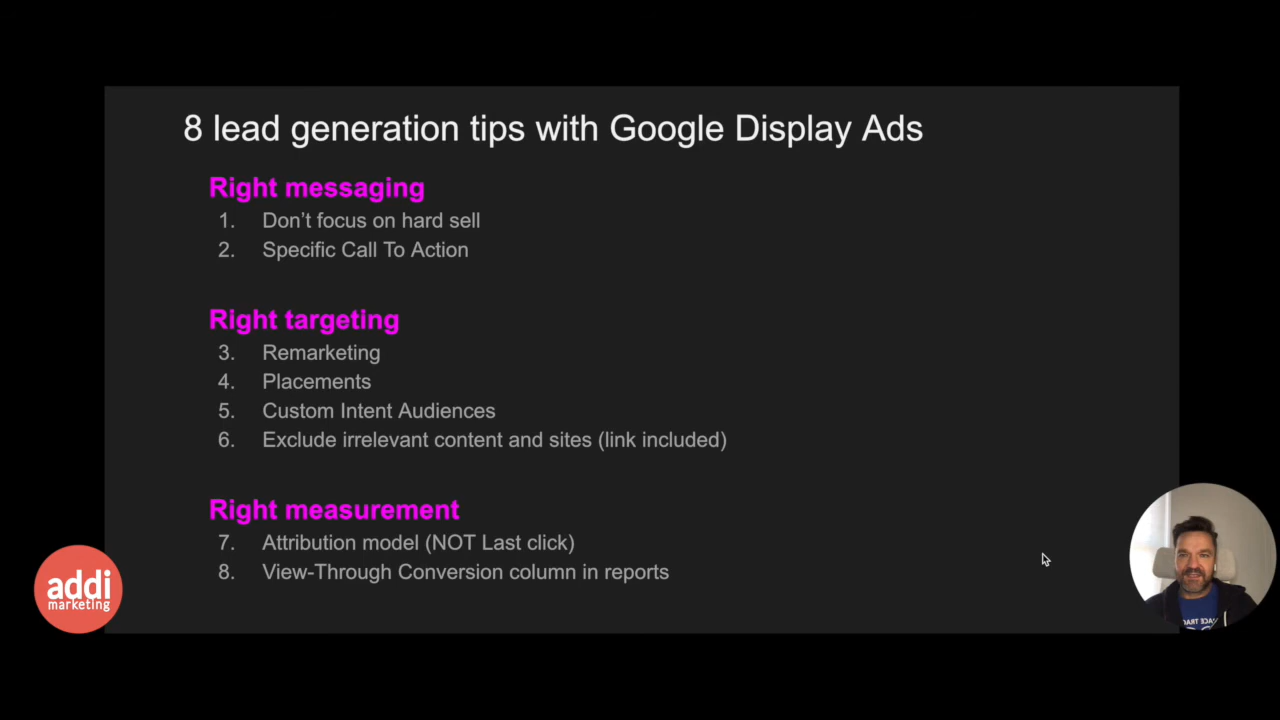 8 lead generation tips with Google Display Ads
Right messaging
1. Don't focus on hard sell
2. Specific Call To Action
Right targeting
3. Remarketing
4. Placements
5. Custom Intent Audiences
6. Exclude irrelevant content and sites (link included)
Right measurement
7. Attribution model (NOT Last click)
8. View-Through Conversion column in reports
addi
marketing